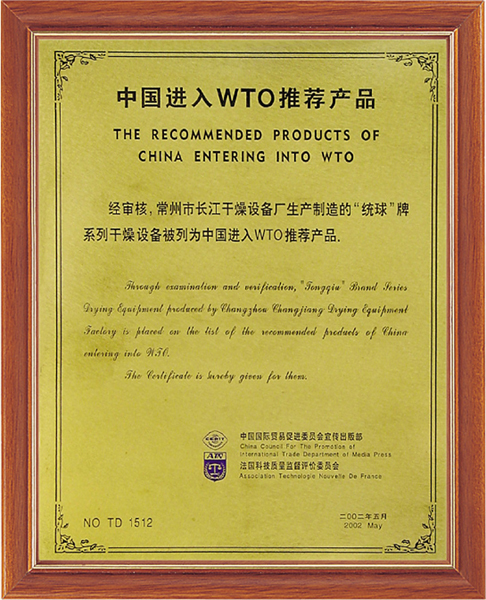 中国进入WTO推荐产品
THE RECOMMENDED PRODUCTS OF
CHINA ENTERING INTO WTO
经审核,常州市长江干燥设备厂生产制造的“统球”牌
系列干燥设备被列为中国进入WTO推荐产品.
Through examination and verification, "Tongqiu" Brand Series
Drying Equipment produced by Changzhou Changjiang Drying Equipment
Factory is placed on the list of the recommended products of China
entering into WTO.
The Certificate is hereby given for them.
中国国际贸易促进委员会宣传出版部
China Council For The Promotion of
International Trade Department of Media Press
法国科技质量监督评价委员会
Association Technologie Nouvelle De France
NO TD 1512
二〇〇二年五月
2002 May